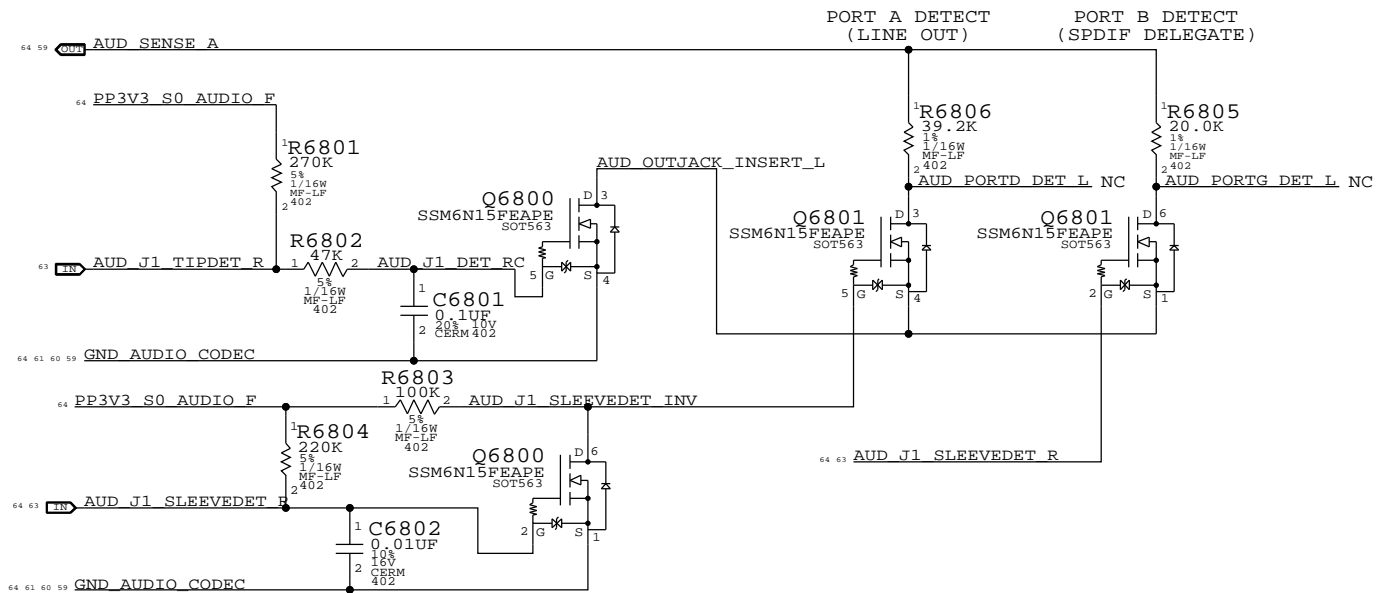 PORT A DETECT
(LINE OUT)
PORT B DETECT
(SPDIF DELEGATE)
64 59 OUT AUD_SENSE_A
64 PP3V3_S0_AUDIO_F
1
R6801
270K
5%
1/16W
MF-LF
402
2
1
R6806
39.2K
1%
1/16W
MF-LF
402
2
1
R6805
20.0K
1%
1/16W
MF-LF
402
2
AUD_OUTJACK_INSERT_L
AUD_PORTD_DET_L NC
AUD_PORTG_DET_L NC
Q6800
SSM6N15FEAPE
SOT563
D 3
5 G S 4
Q6801
SSM6N15FEAPE
SOT563
D 3
5 G S 4
Q6801
SSM6N15FEAPE
SOT563
D 6
2 G S 1
63 IN AUD_J1_TIPDET_R
R6802
47K
1 2
5%
1/16W
MF-LF
402
AUD_J1_DET_RC
1
C6801
0.1UF
20% 10V
2 CERM 402
64 61 60 59 GND_AUDIO_CODEC
64 PP3V3_S0_AUDIO_F
R6803
100K
1 2
5%
1/16W
MF-LF
402
AUD_J1_SLEEVEDET_INV
1
R6804
220K
5%
1/16W
MF-LF
402
2
Q6800
SSM6N15FEAPE
SOT563
D 6
2 G S 1
64 63 AUD_J1_SLEEVEDET_R
64 63 IN AUD_J1_SLEEVEDET_R
1
C6802
0.01UF
10%
16V
2 CERM
402
64 61 60 59 GND_AUDIO_CODEC